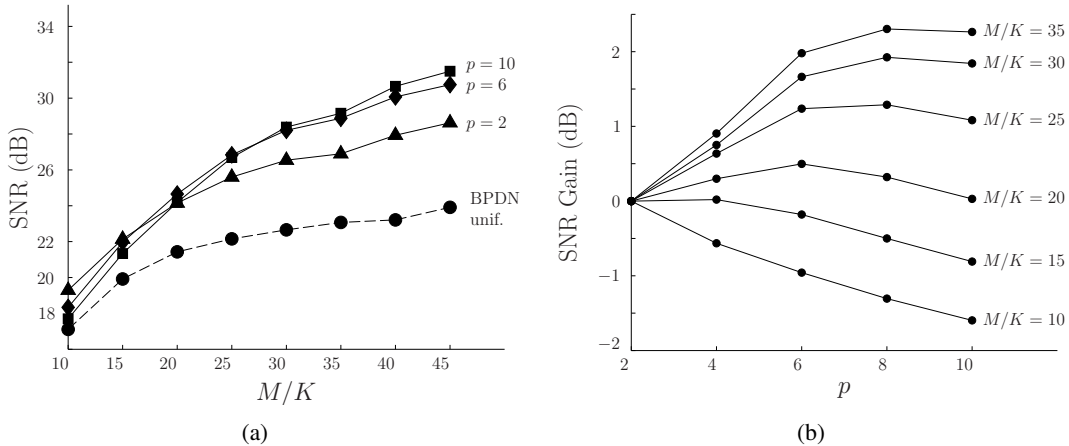 34
30
26
22
20
18
SNR (dB)
10 15 20 25 30 35 40 45
M/K
p = 10
p = 6
p = 2
BPDN
unif.
(a)
2
1
0
−1
−2
SNR Gain (dB)
2 4 6 8 10
p
M/K = 35
M/K = 30
M/K = 25
M/K = 20
M/K = 15
M/K = 10
(b)